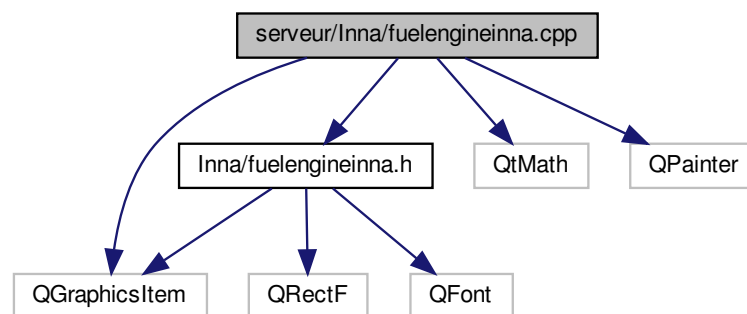 serveur/Inna/fuelengineinna.cpp
Inna/fuelengineinna.h
QtMath
QPainter
QGraphicsItem
QRectF
QFont